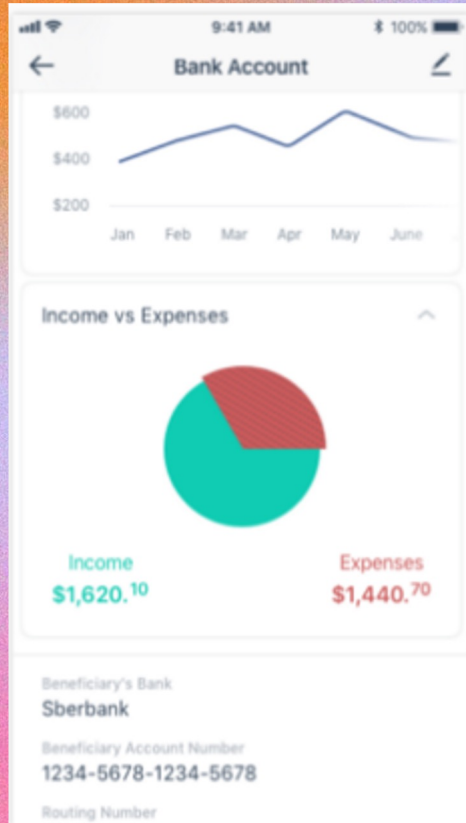 9:41 AM 100%
Bank Account
$600
$400
$200
Jan Feb Mar Apr May June
Income vs Expenses
Income Expenses
$1,620.10 $1,440.70
Beneficiary's Bank
Sberbank
Beneficiary Account Number
1234-5678-1234-5678
Routing Number